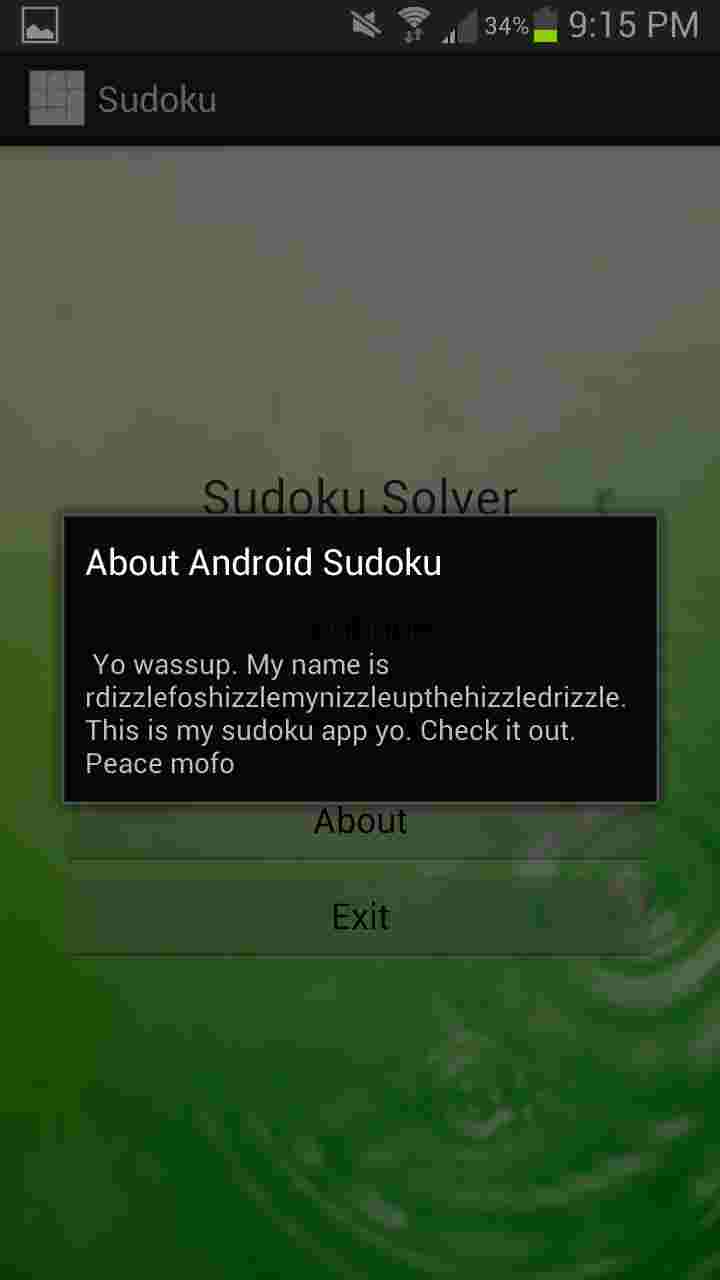 34% 9:15 PM
Sudoku
Sudoku Solver
About Android Sudoku
Yo wassup. My name is
rdizzlefoshizzlemynizzleupthehizzledrizzle.
This is my sudoku app yo. Check it out.
Peace mofo
About
Exit